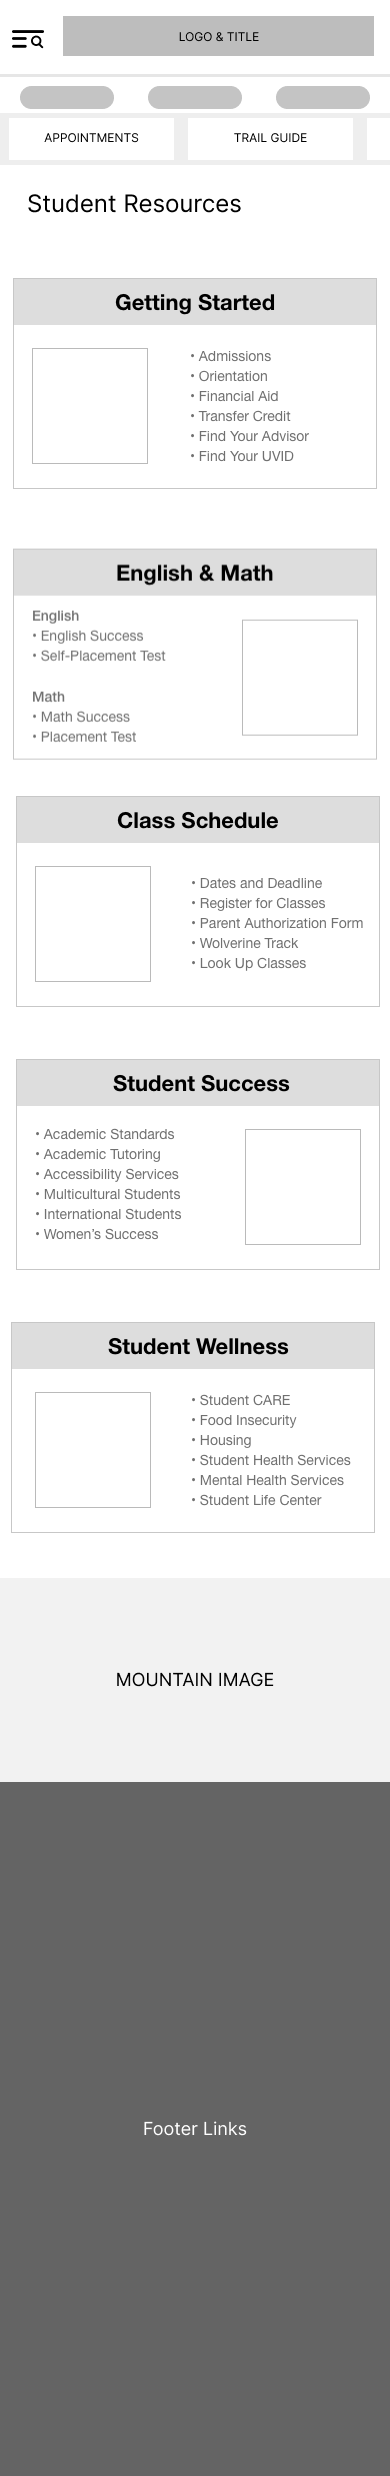 LOGO & TITLE
APPOINTMENTS
TRAIL GUIDE
Student Resources
Getting Started
• Admissions
• Orientation
• Financial Aid
• Transfer Credit
• Find Your Advisor
• Find Your UVID
English & Math
English
• English Success
• Self-Placement Test
Math
• Math Success
• Placement Test
Class Schedule
• Dates and Deadline
• Register for Classes
• Parent Authorization Form
• Wolverine Track
• Look Up Classes
Student Success
• Academic Standards
• Academic Tutoring
• Accessibility Services
• Multicultural Students
• International Students
• Women’s Success
Student Wellness
• Student CARE
• Food Insecurity
• Housing
• Student Health Services
• Mental Health Services
• Student Life Center
MOUNTAIN IMAGE
Footer Links